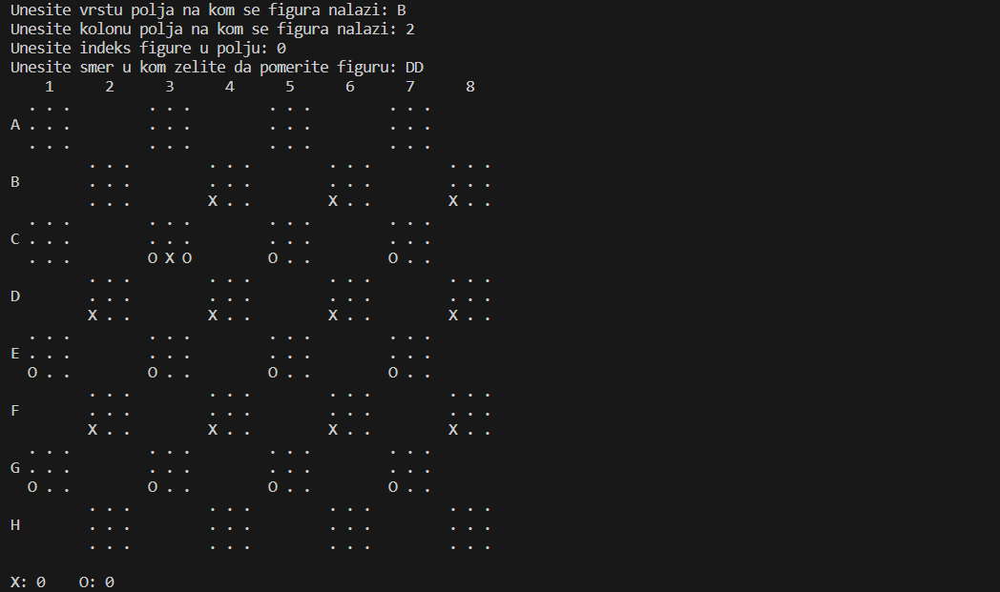 Unesite vrstu polja na kom se figura nalazi: B
Unesite kolonu polja na kom se figura nalazi: 2
Unesite indeks figure u polju: 0
Unesite smer u kom zelite da pomerite figuru: DD
    1     2     3     4     5     6     7     8
  . . .       . . .       . . .       . . .
A . . .       . . .       . . .       . . .
  . . .       . . .       . . .       . . .
        . . .       . . .       . . .       . . .
B       . . .       . . .       . . .       . . .
        . . .       X . .       X . .       X . .
  . . .       . . .       . . .       . . .
C . . .       . . .       . . .       . . .
  . . .       O X O       O . .       O . .
        . . .       . . .       . . .       . . .
D       . . .       . . .       . . .       . . .
        X . .       X . .       X . .       X . .
  . . .       . . .       . . .       . . .
E . . .       . . .       . . .       . . .
  O . .       O . .       O . .       O . .
        . . .       . . .       . . .       . . .
F       . . .       . . .       . . .       . . .
        X . .       X . .       X . .       X . .
  . . .       . . .       . . .       . . .
G . . .       . . .       . . .       . . .
  O . .       O . .       O . .       O . .
        . . .       . . .       . . .       . . .
H       . . .       . . .       . . .       . . .
        . . .       . . .       . . .       . . .
X: 0    O: 0